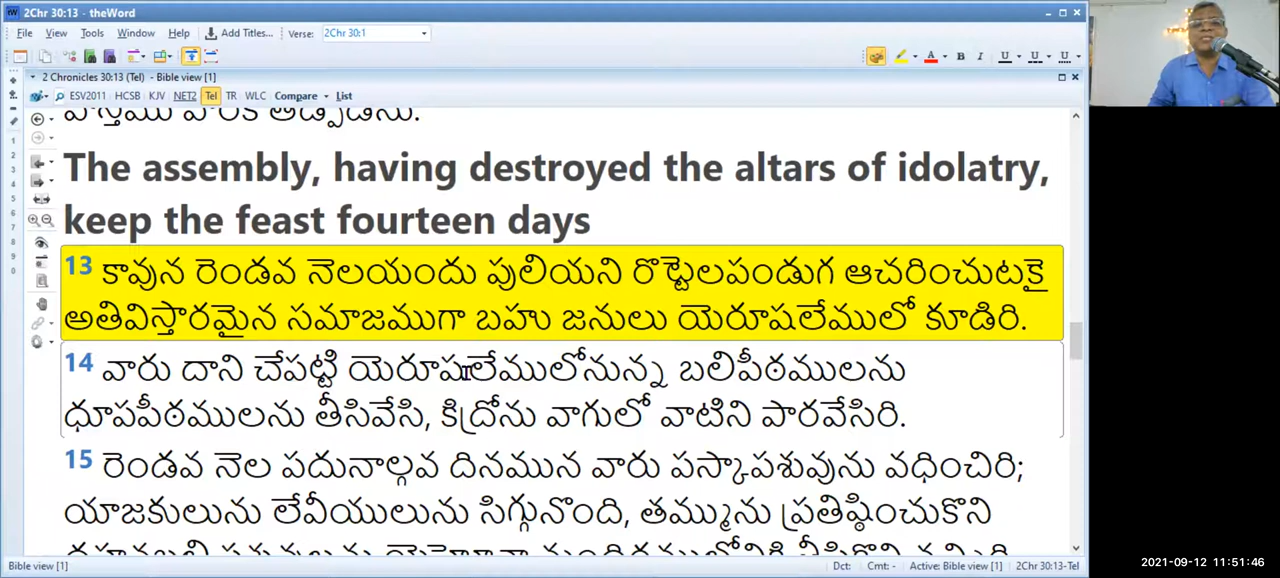 2Chr 30:13 - theWord
File View Tools Window Help Add Titles... Verse: 2Chr 30:1
2 Chronicles 30:13 (Tel) - Bible view [1]
ESV2011 HCSB KJV NET2 Tel TR WLC Compare List
The assembly, having destroyed the altars of idolatry,
keep the feast fourteen days
13 కావున రెండవ నెలయందు పులియని రొట్టెలపండుగ ఆచరించుటకై
అతివిస్తారమైన సమాజముగా బహు జనులు యెరూషలేములో కూడిరి.
14 వారు దాని చేపట్టి యెరూషలేములోనున్న బలిపీఠములను
ధూపపీఠములను తీసివేసి, కిద్రోను వాగులో వాటిని పారవేసిరి.
15 రెండవ నెల పదునాల్గవ దినమున వారు పస్కాపశువును వధించిరి;
యాజకులును లేవీయులును సిగ్గునొంది, తమ్మును ప్రతిష్ఠించుకొని
Bible view [1] Dct: Cmt: - Active: Bible view [1] 2Chr 30:13-Tel
2021-09-12 11:51:46